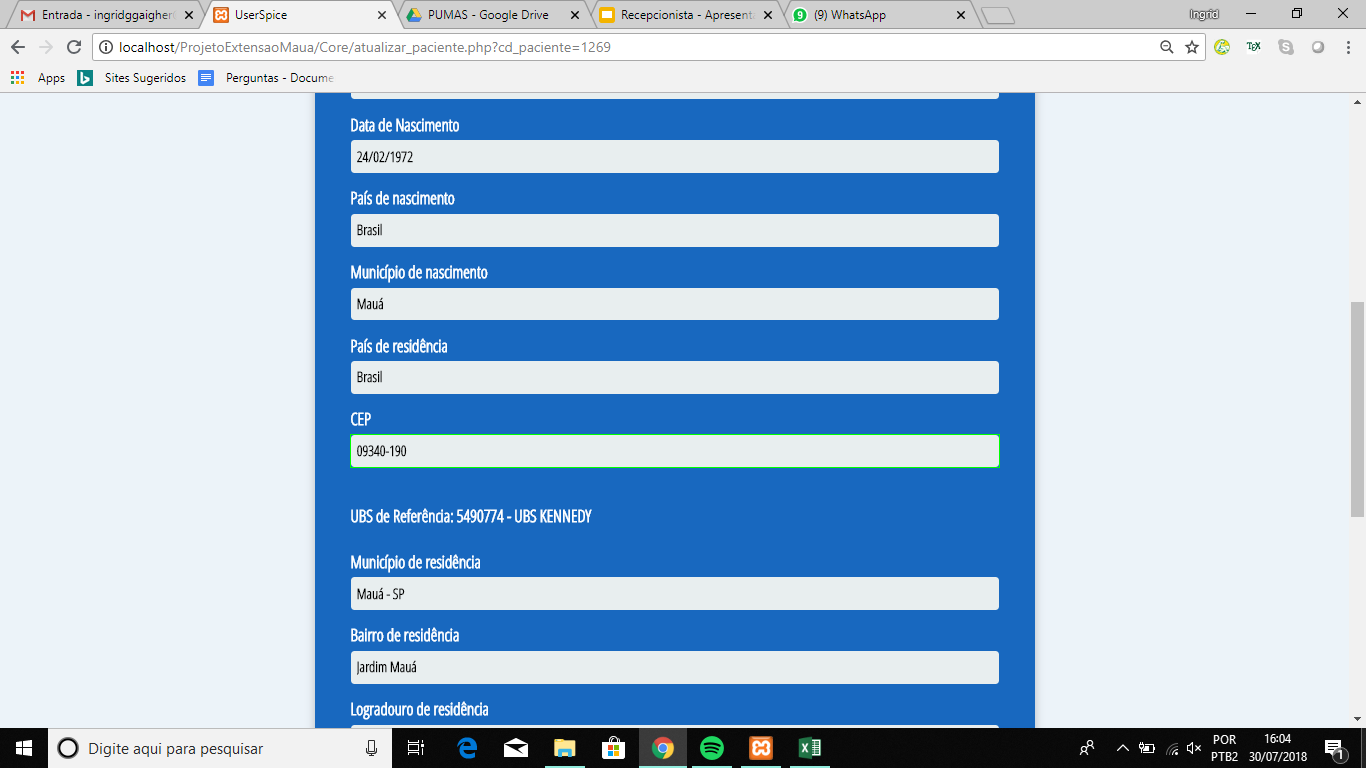 Entrada - ingridggaigher
UserSpice
PUMAS - Google Drive
Recepcionista - Apresent
(9) WhatsApp
Ingrid
localhost/ProjetoExtensaoMaua/Core/atualizar_paciente.php?cd_paciente=1269
TEX
Apps
Sites Sugeridos
Perguntas - Docume
Data de Nascimento
24/02/1972
País de nascimento
Brasil
Município de nascimento
Mauá
País de residência
Brasil
CEP
09340-190
UBS de Referência: 5490774 - UBS KENNEDY
Município de residência
Mauá - SP
Bairro de residência
Jardim Mauá
Logradouro de residência
Digite aqui para pesquisar
POR
PTB2
16:04
30/07/2018
1